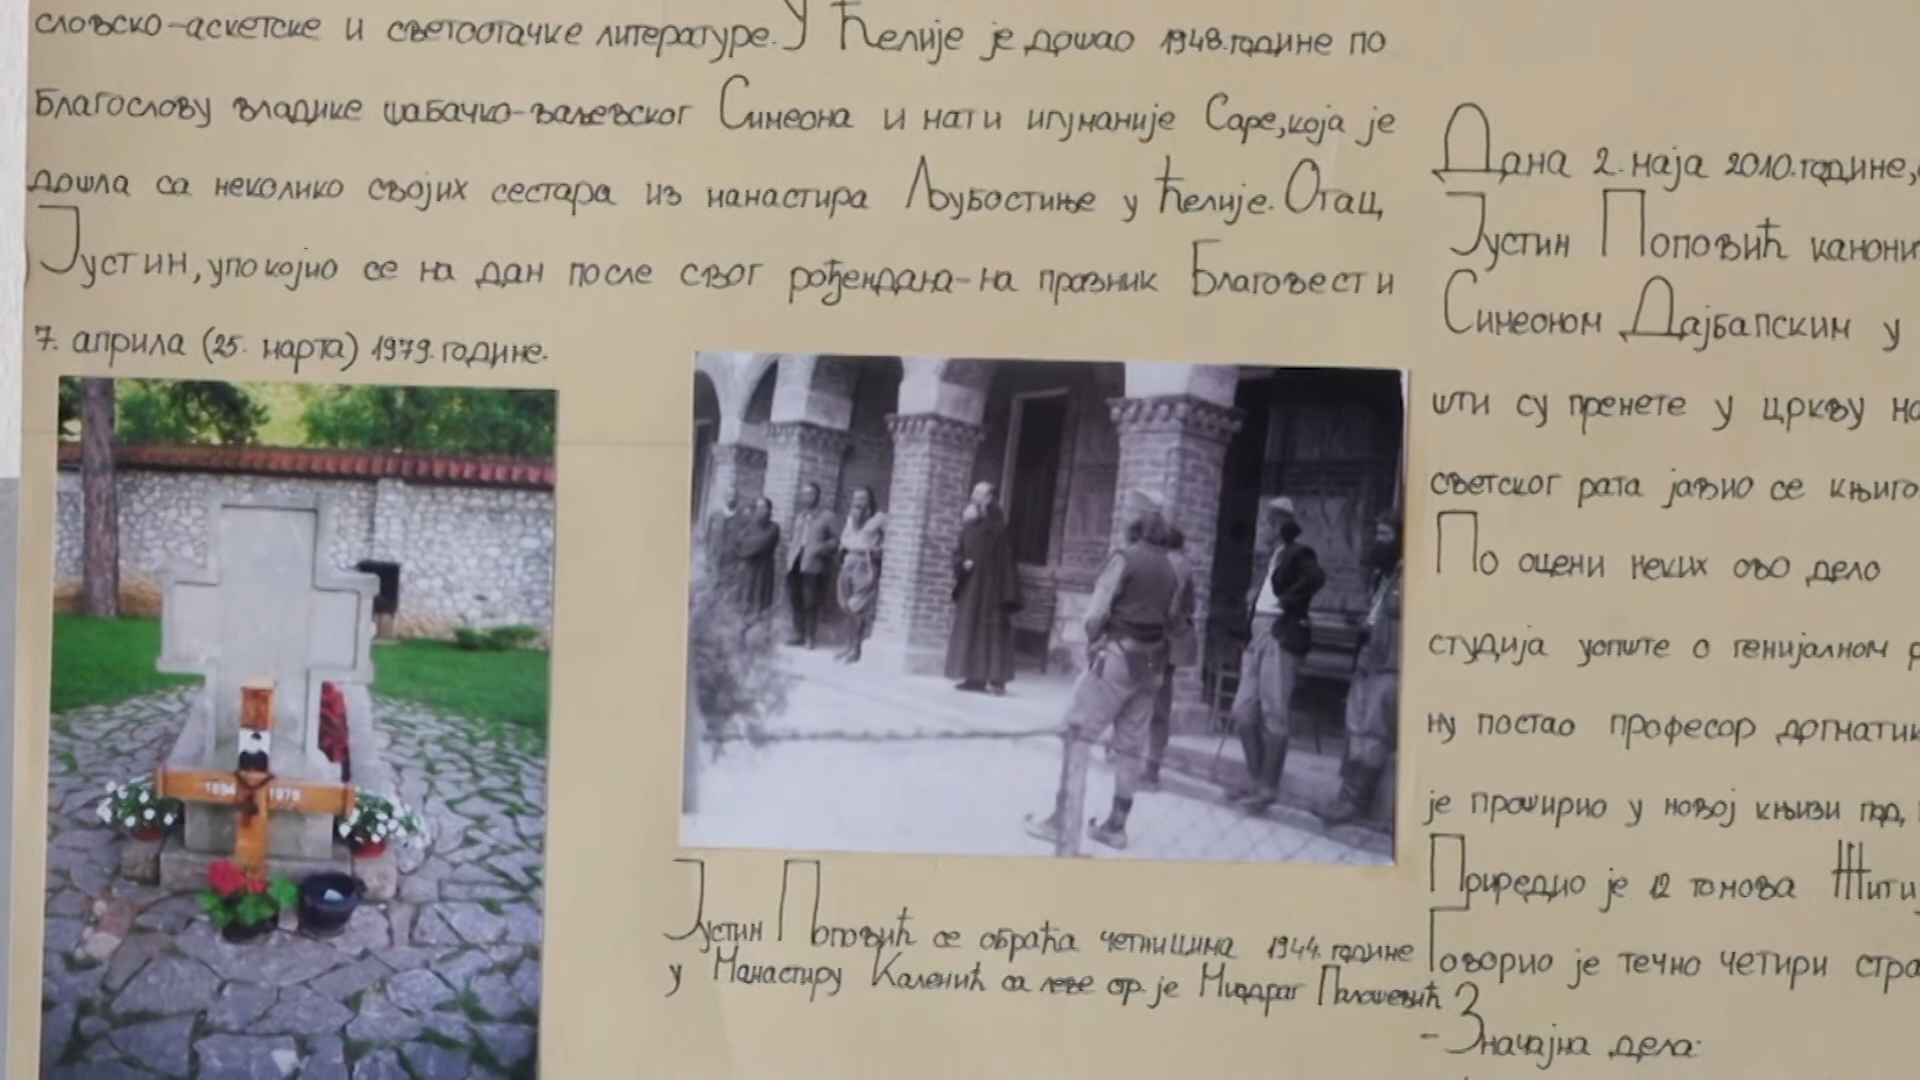 словско-аскетске и светоотачке литературе. У Ћелије је дошао 1948. године по
благослову владике шабачко-ваљевског Симеона и мати игуманије Саре, која је
дошла са неколико својих сестара из манастира Љубостиње у Ћелије. Отац
Јустин, упокојио се на дан после свог рођендана-на празник Благовести
7. априла (25. марта) 1979. године.
1894 1979
Јустин Поповић се обраћа четницима 1944. године
у Манастиру Каленић са леве стр. је Миодраг Палошевић
Дана 2. маја 2010. године,
Јустин Поповић канони
Симеоном Дајбапским у
шти су пренете у цркву на
светског рата јавио се књиго
По оцени неких ово дело
студија уопште о генијалном р
ну постао професор догматик
је проширио у новој књизи под,
Приредио је 12 томова Жити
Говорио је течно четири стра
- Значајна дела: